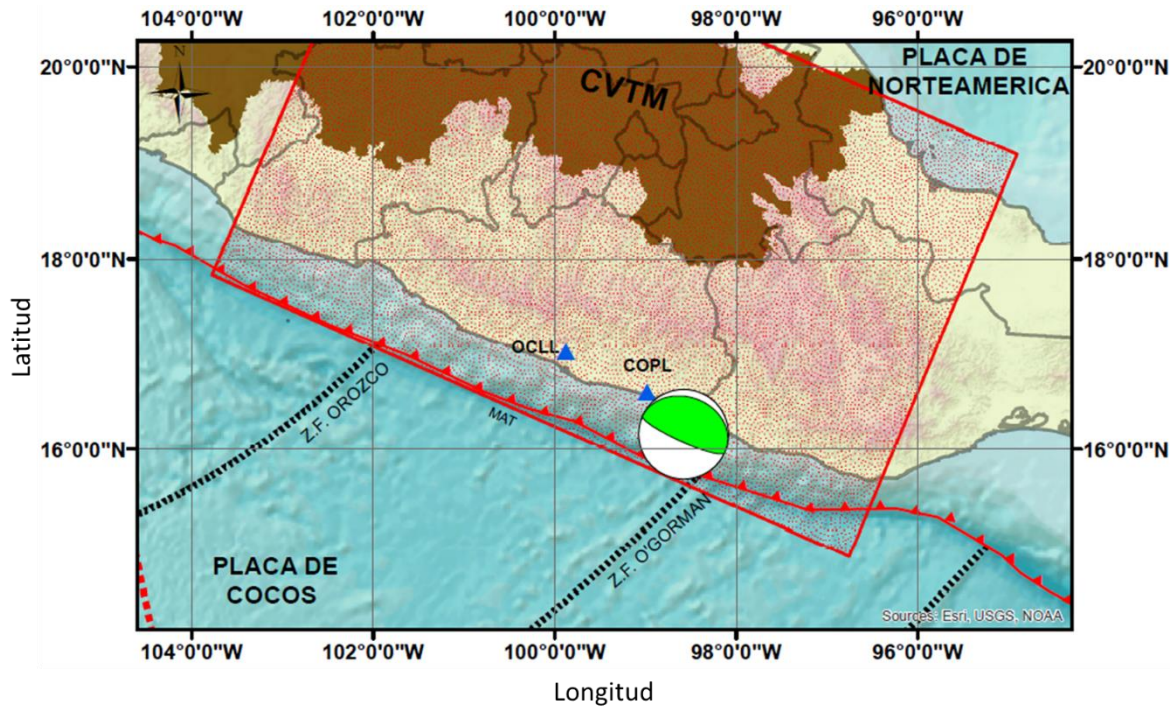 104°0'0"W 102°0'0"W 100°0'0"W 98°0'0"W 96°0'0"W
N
PLACA DE
NORTEAMERICA
CVTM
20°0'0"N 20°0'0"N
18°0'0"N 18°0'0"N
Latitud
OCLL
COPL
Z.F. OROZCO
MAT
16°0'0"N 16°0'0"N
Z.F. O'GORMAN
PLACA DE
COCOS
Sources: Esri, USGS, NOAA
104°0'0"W 102°0'0"W 100°0'0"W 98°0'0"W 96°0'0"W
Longitud